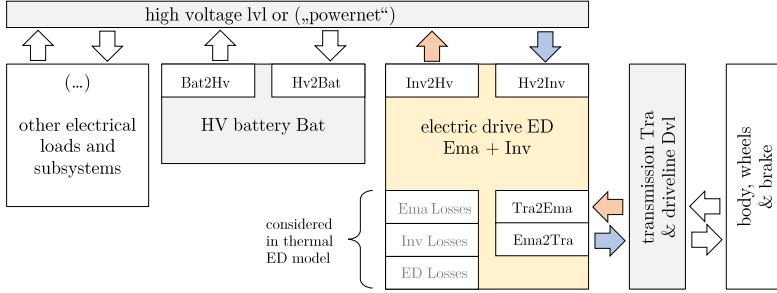 high voltage lvl or („powernet“)
(...)
other electrical
loads and
subsystems
Bat2Hv
Hv2Bat
HV battery Bat
Inv2Hv
Hv2Inv
electric drive ED
Ema + Inv
considered
in thermal
ED model
Ema Losses
Inv Losses
ED Losses
Tra2Ema
Ema2Tra
transmission Tra
& driveline Dvl
body, wheels
& brake